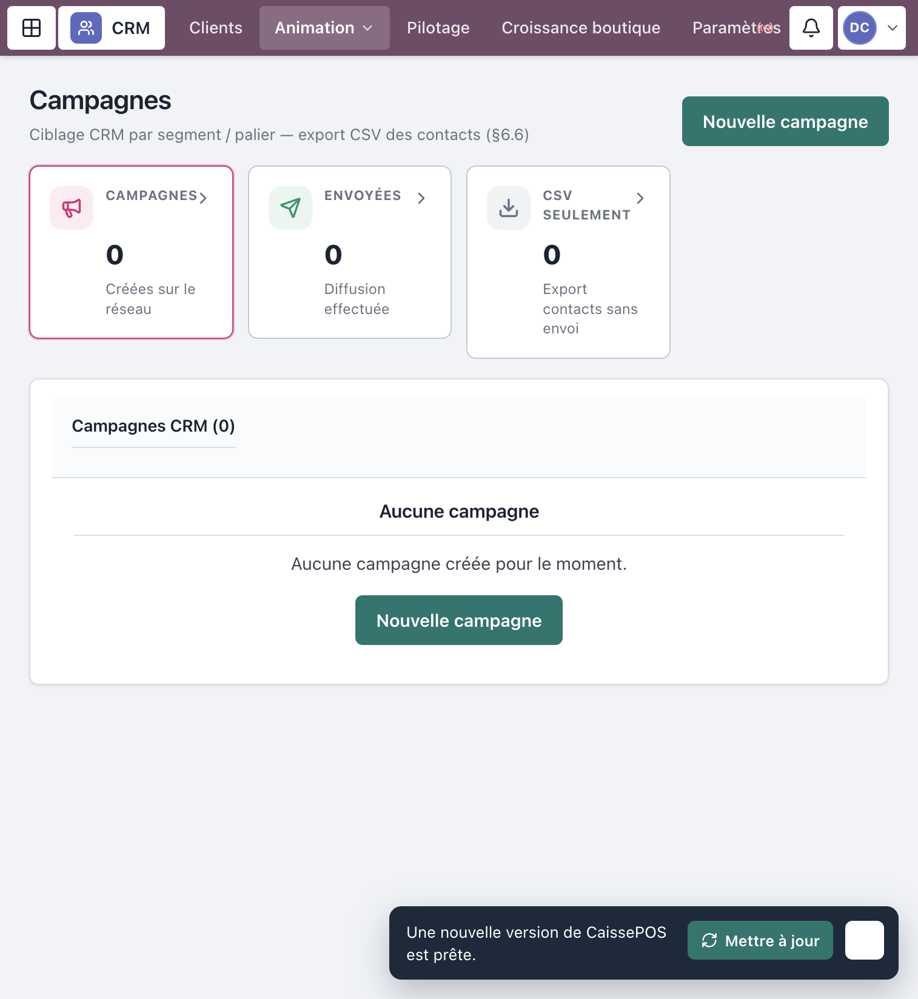 CRM
Clients
Animation
Pilotage
Croissance boutique
Paramètres
DC
Campagnes
Ciblage CRM par segment / palier — export CSV des contacts (§6.6)
Nouvelle campagne
CAMPAGNES
0
Créées sur le
réseau
ENVOYÉES
0
Diffusion
effectuée
CSV
SEULEMENT
0
Export
contacts sans
envoi
Campagnes CRM (0)
Aucune campagne
Aucune campagne créée pour le moment.
Nouvelle campagne
Une nouvelle version de CaissePOS
est prête.
Mettre à jour